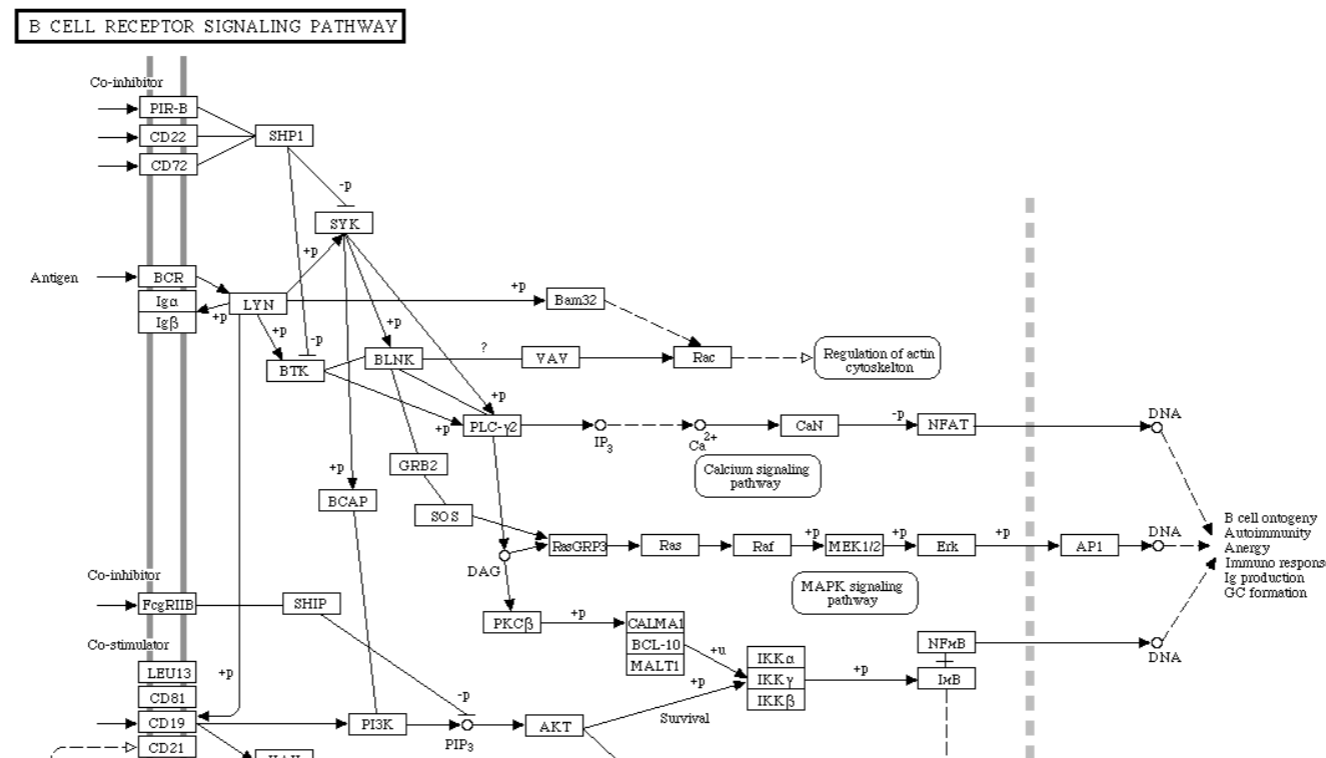 B CELL RECEPTOR SIGNALING PATHWAY
Co-inhibitor
PIR-B
CD22
CD72
SHP1
-p
SYK
+p
Antigen
BCR
Igα
Igβ
LYN
+p
+p
-p
BTK
+p
Bam32
+p
BLNK
?
VAV
Rac
Regulation of actin
cytoskelton
+p
+p
PLC-γ2
IP3
Ca2+
CaN
-p
NFAT
DNA
Calcium signaling
pathway
GRB2
+p
BCAP
SOS
DAG
RasGRP3
Ras
Raf
+p
MEK1/2
+p
Erk
+p
AP1
DNA
B cell ontogeny
Autoimmunity
Anergy
Immuno respons
Ig production
GC formation
MAPK signaling
pathway
Co-inhibitor
FcgRIIB
SHIP
PKCβ
+p
CALMA1
BCL-10
MALT1
+u
+p
IKKα
IKKγ
IKKβ
+p
NFκB
IκB
DNA
Co-stimulator
LEU13
CD81
CD19
CD21
+p
PI3K
-p
PIP3
AKT
Survival